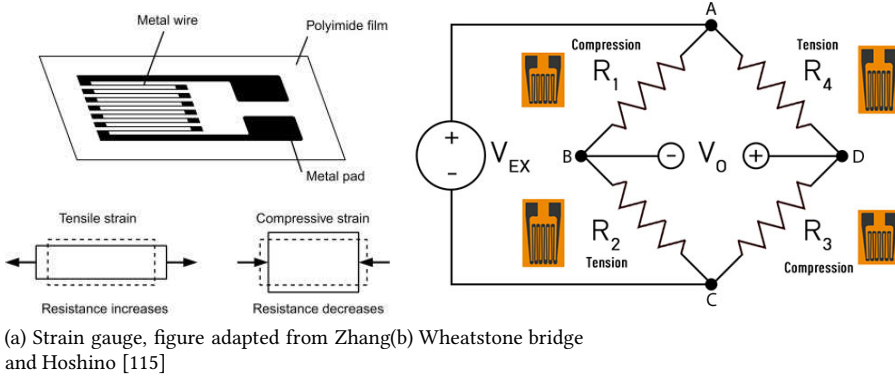 Metal wire
Polyimide film
Metal pad
Tensile strain
Compressive strain
Resistance increases
Resistance decreases
A
Compression
Tension
R1
R4
+
-
VEX
B
−
VO
+
D
R2
R3
Tension
Compression
C
(a) Strain gauge, figure adapted from Zhang(b) Wheatstone bridge
and Hoshino [115]